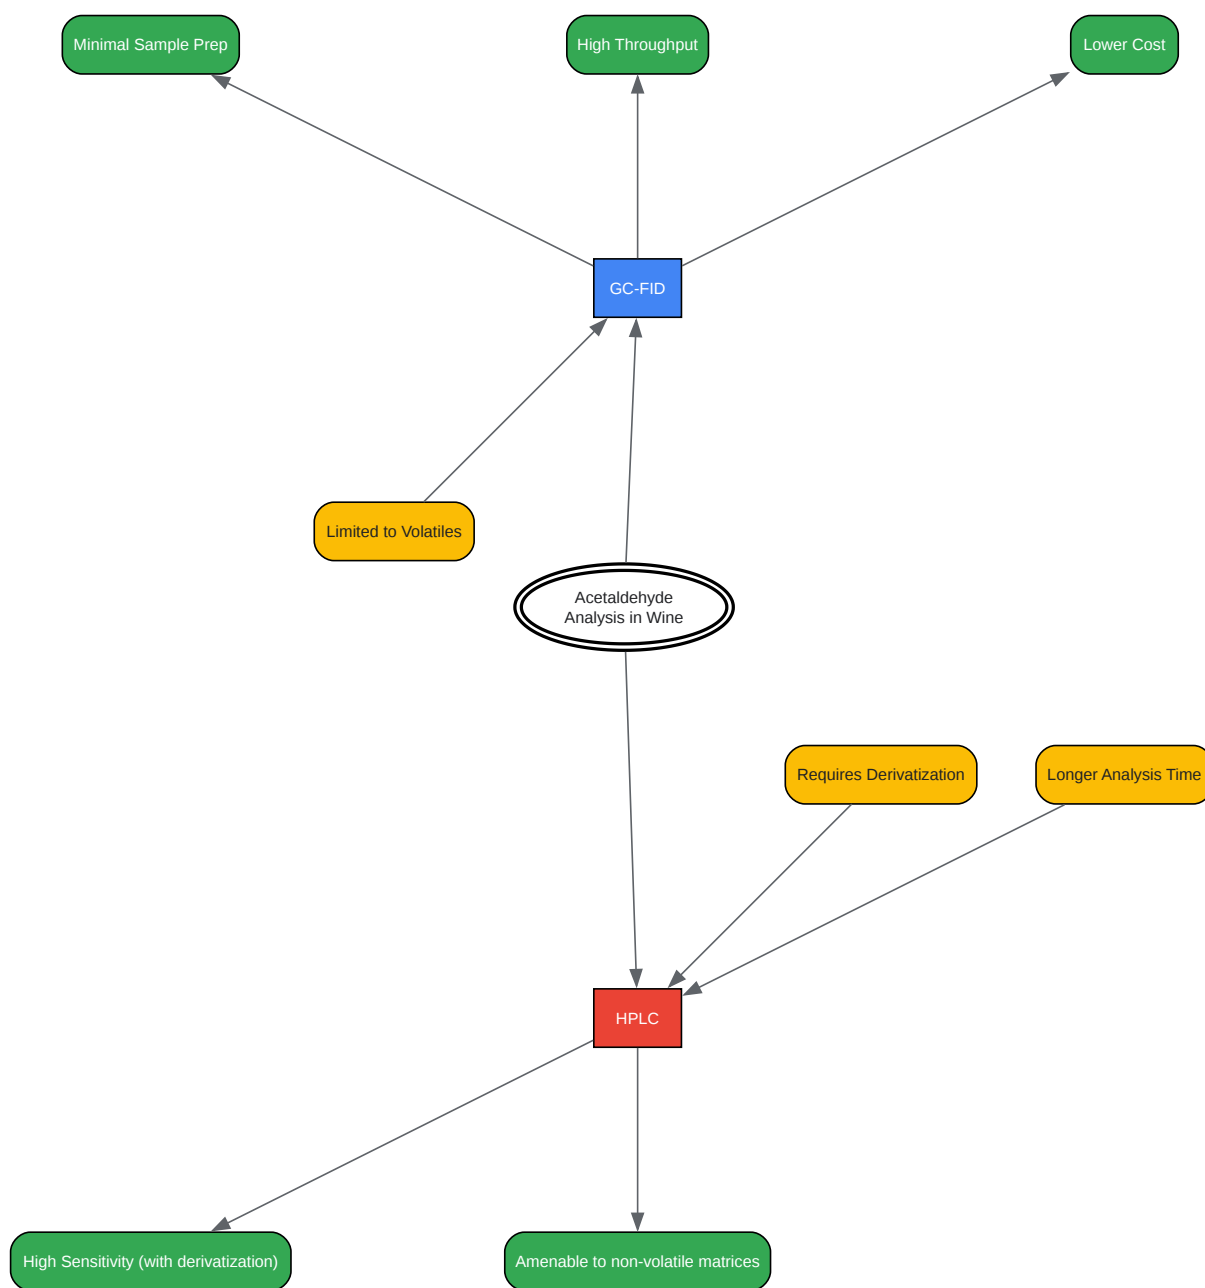 Minimal Sample Prep
High Throughput
Lower Cost
GC-FID
Limited to Volatiles
Acetaldehyde
Analysis in Wine
Requires Derivatization
Longer Analysis Time
HPLC
High Sensitivity (with derivatization)
Amenable to non-volatile matrices